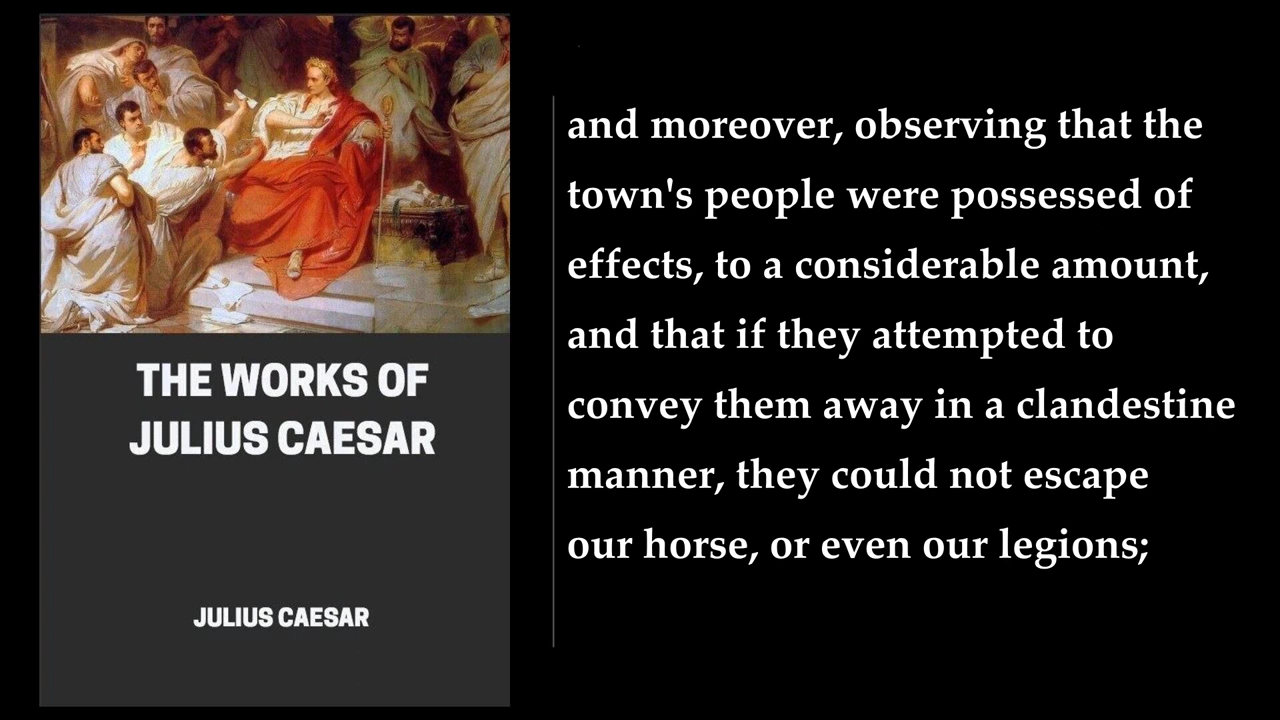 THE WORKS OF
JULIUS CAESAR
JULIUS CAESAR
and moreover, observing that the
town's people were possessed of
effects, to a considerable amount,
and that if they attempted to
convey them away in a clandestine
manner, they could not escape
our horse, or even our legions;